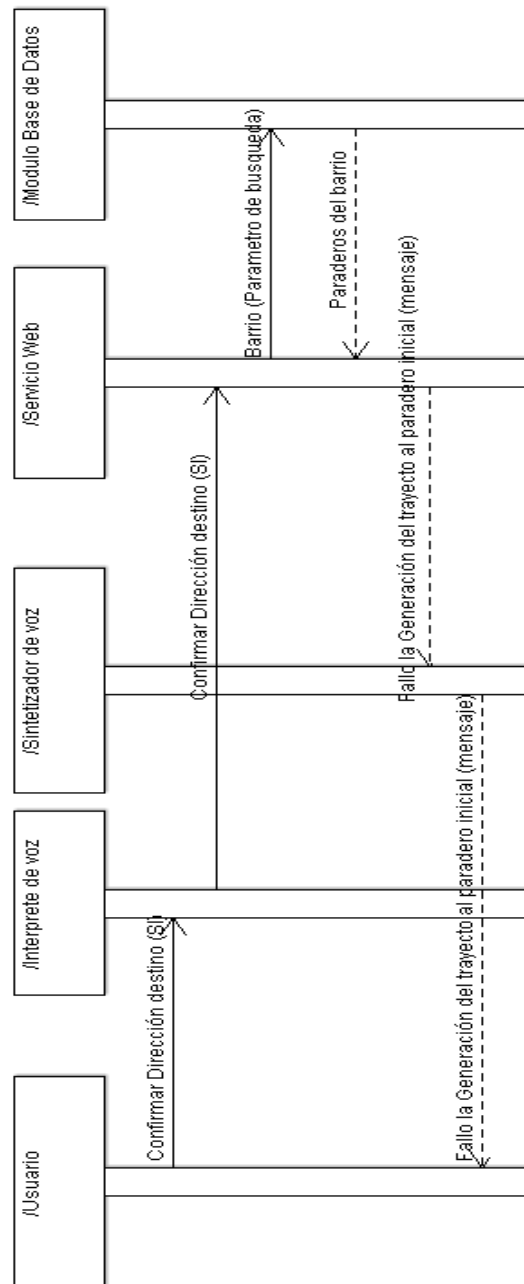 /Usuario
/Interprete de voz
/Sintetizador de voz
/Servicio Web
/Modulo Base de Datos
Confirmar Dirección destino (SI)
Confirmar Dirección destino (SI)
Barrio (Parametro de busqueda)
Paraderos del barrio
Fallo la Generación del trayecto al paradero inicial (mensaje)
Fallo la Generación del trayecto al paradero inicial (mensaje)